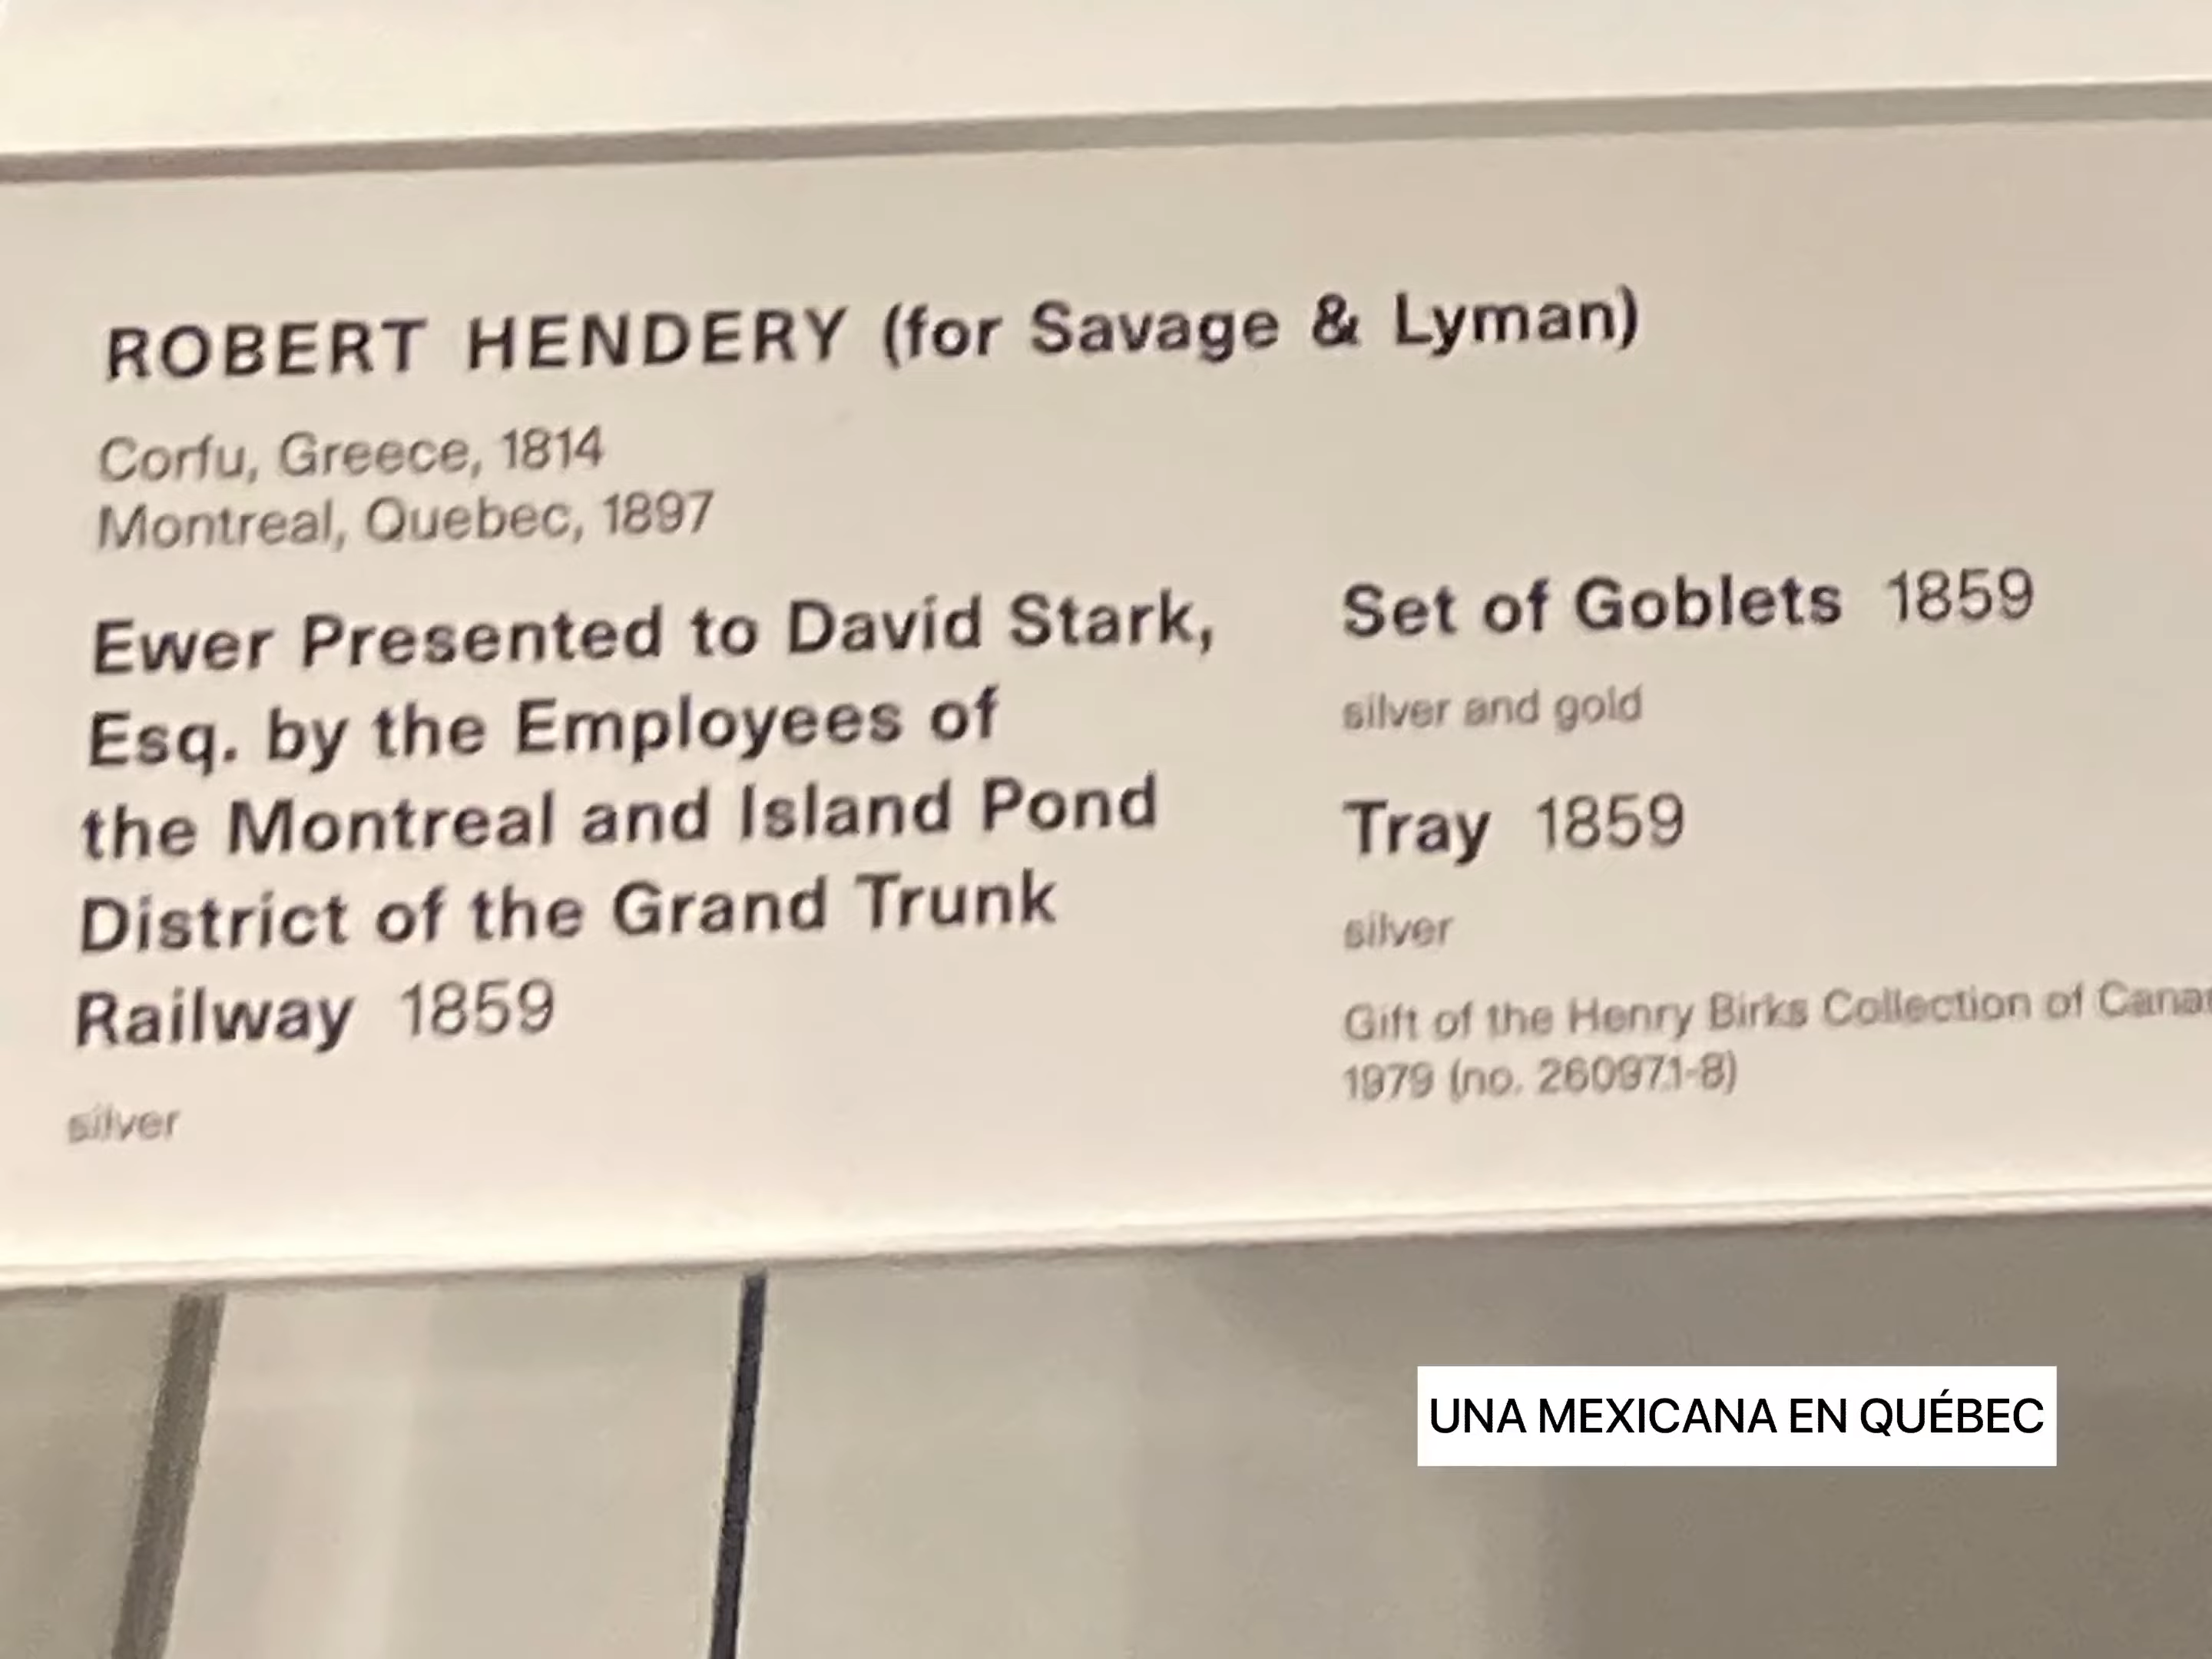 ROBERT HENDERY (for Savage & Lyman)
Corfu, Greece, 1814
Montreal, Quebec, 1897
Ewer Presented to David Stark,
Esq. by the Employees of
the Montreal and Island Pond
District of the Grand Trunk
Railway 1859
silver
Set of Goblets 1859
silver and gold
Tray 1859
silver
Gift of the Henry Birks Collection of
1979 (no. 26097.1-8)
UNA MEXICANA EN QUÉBEC